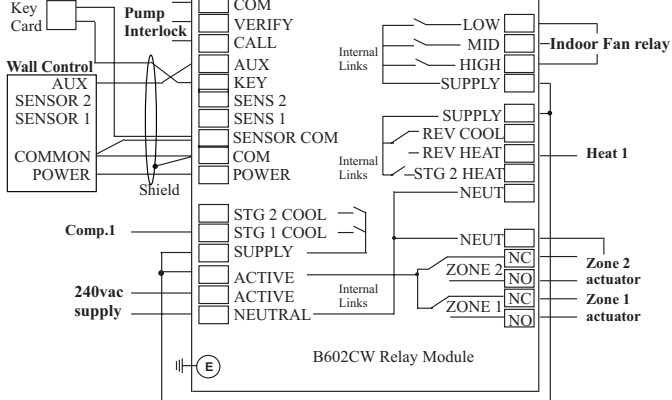 Key
Card
Pump
Interlock
COM
VERIFY
CALL
AUX
KEY
SENS 2
SENS 1
SENSOR COM
COM
POWER
Wall Control
AUX
SENSOR 2
SENSOR 1
COMMON
POWER
Shield
Internal
Links
LOW
MID
HIGH
SUPPLY
Indoor Fan relay
SUPPLY
REV COOL
REV HEAT
STG 2 HEAT
NEUT
Internal
Links
Heat 1
Comp.1
STG 2 COOL
STG 1 COOL
SUPPLY
ACTIVE
ACTIVE
NEUTRAL
240vac
supply
Internal
Links
NEUT
ZONE 2
NC
NO
ZONE 1
NC
NO
Zone 2
actuator
Zone 1
actuator
B602CW Relay Module
E